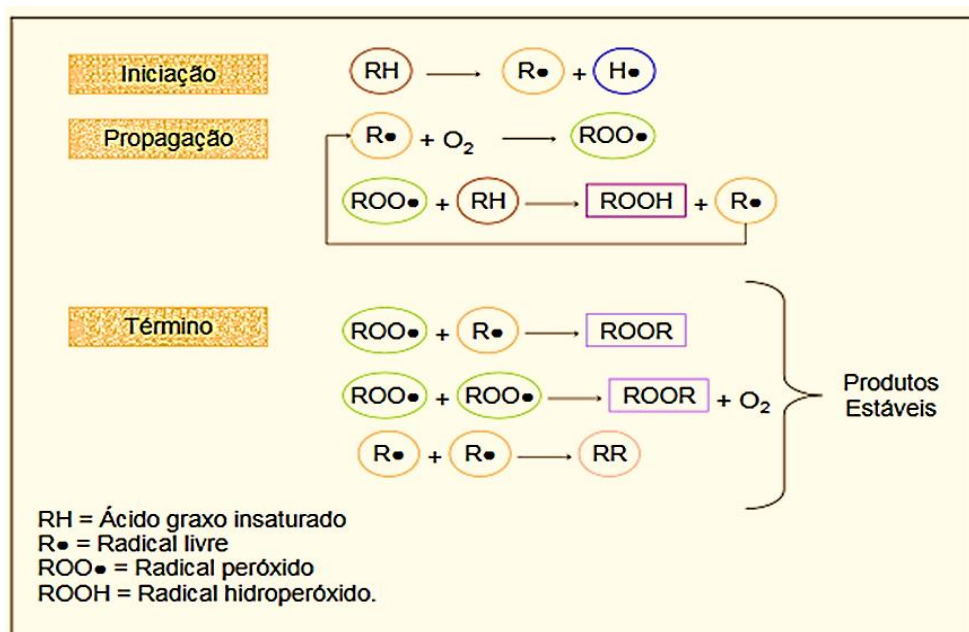 Iniciação RH → R● + H●
Propagação R● + O₂ → ROO●
ROO● + RH → ROOH + R●
Término ROO● + R● → ROOR
ROO● + ROO● → ROOR + O₂
R● + R● → RR
Produtos
Estáveis
RH = Ácido graxo insaturado
R● = Radical livre
ROO● = Radical peróxido
ROOH = Radical hidroperóxido.